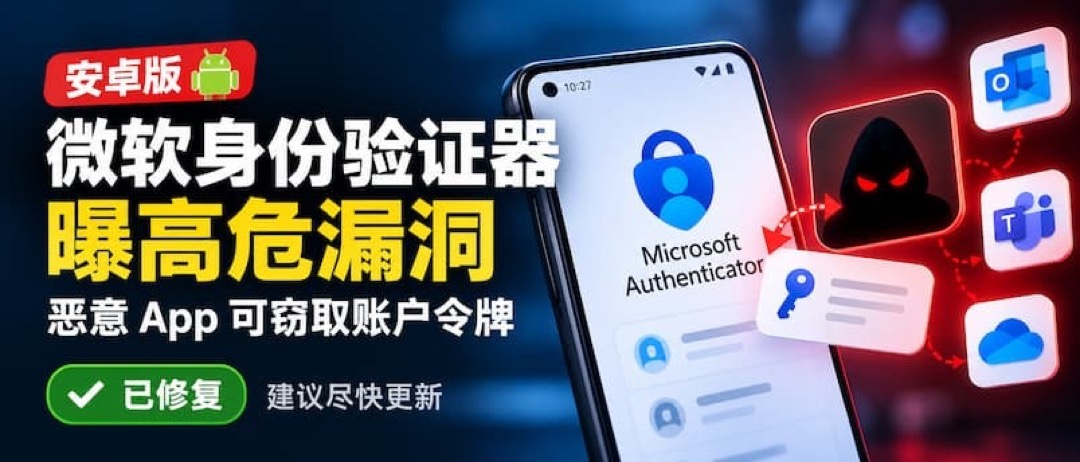 安卓版
微软身份验证器
曝高危漏洞
恶意 App 可窃取账户令牌
已修复
建议尽快更新
10:27
Microsoft
Authenticator
O
T